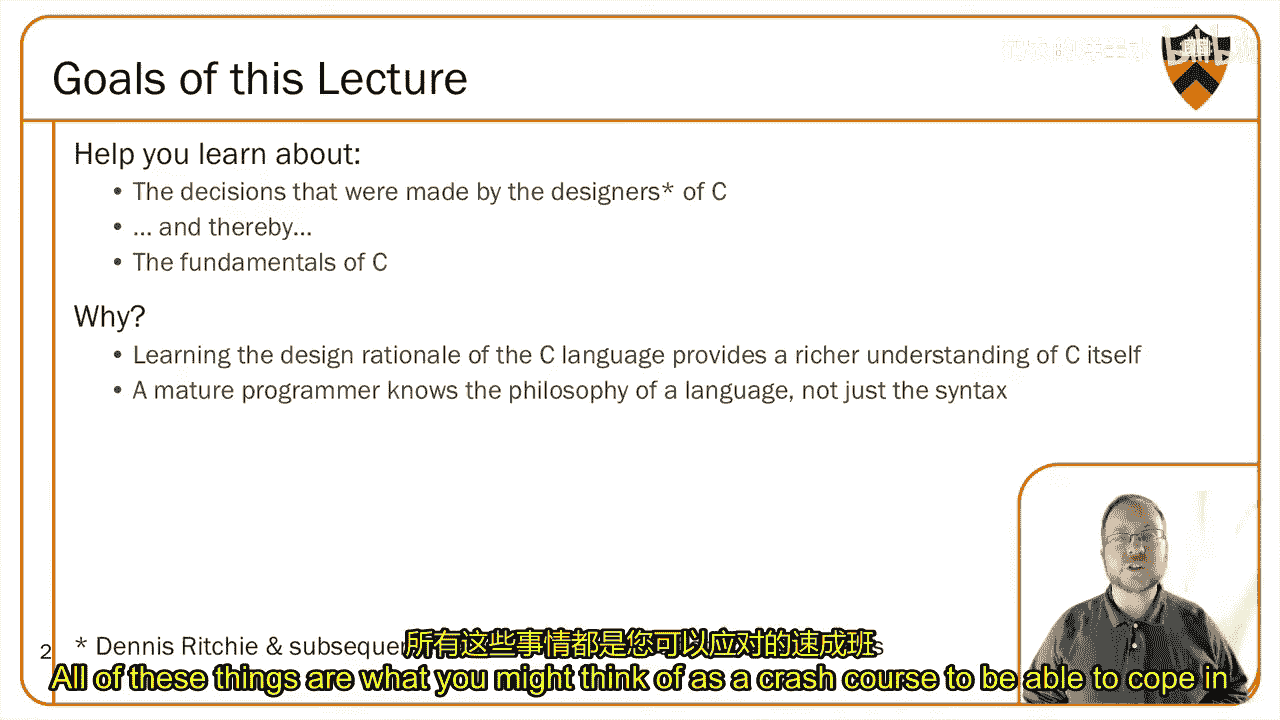 Goals of this Lecture
Help you learn about:
• The decisions that were made by the designers* of C
• ... and thereby...
• The fundamentals of C
Why?
• Learning the design rationale of the C language provides a richer understanding of C itself
• A mature programmer knows the philosophy of a language, not just the syntax
2
* Dennis Ritchie &
所有这些事情都是您可以应对的速成班
All of these things are what you might think of as a crash course to be able to cope in